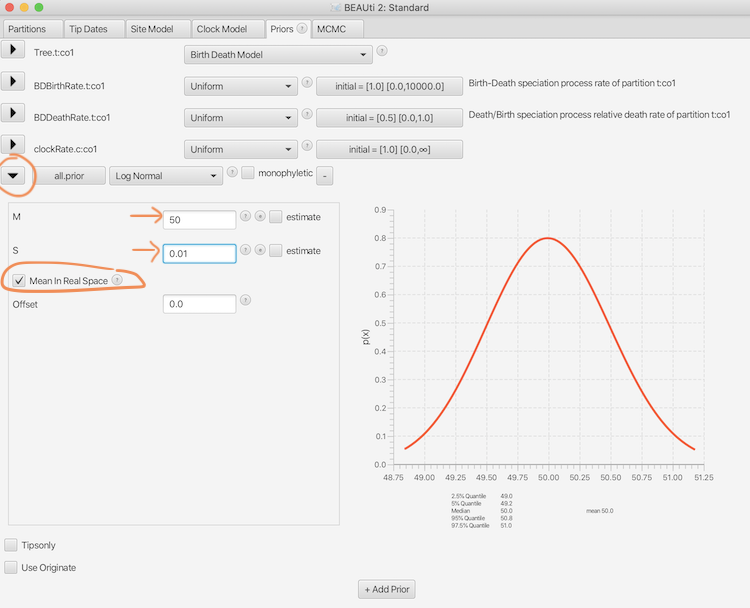 BEAUti 2: Standard
Partitions Tip Dates Site Model Clock Model Priors ? MCMC
Tree.t:co1 Birth Death Model ?
BDBirthRate.t:co1 Uniform ? initial = [1.0] [0.0,10000.0] Birth-Death speciation process rate of partition t:co1
BDDeathRate.t:co1 Uniform ? initial = [0.5] [0.0,1.0] Death/Birth speciation process relative death rate of partition t:co1
clockRate.c:co1 Uniform ? initial = [1.0] [0.0,∞]
all.prior Log Normal ? monophyletic -
M 50 ? estimate
S 0.01 ? estimate
Mean In Real Space ?
Offset 0.0 ?
p(x)
0.9
0.8
0.7
0.6
0.5
0.4
0.3
0.2
0.1
0.0
48.75 49.00 49.25 49.50 49.75 50.00 50.25 50.50 50.75 51.00 51.25
2.5% Quantile 49.0
5% Quantile 49.2
Median 50.0 mean 50.0
95% Quantile 50.8
97.5% Quantile 51.0
Tipsonly
Use Originate
+ Add Prior